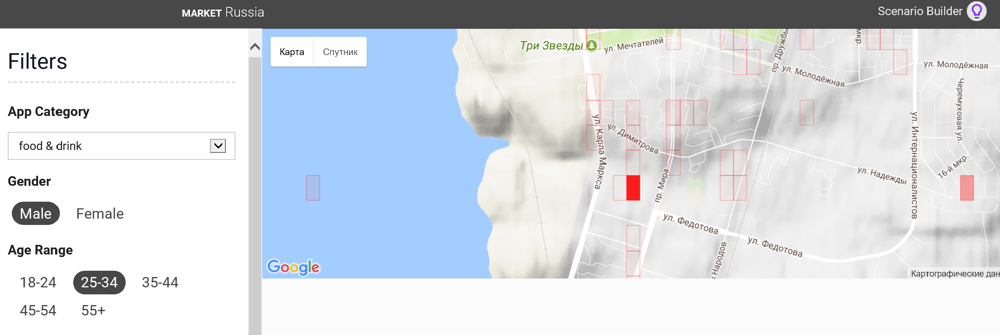 MARKET Russia
Scenario Builder
Filters
App Category
food & drink
Gender
Male
Female
Age Range
18-24
25-34
35-44
45-54
55+
Карта
Спутник
Три Звезды
ул. Мечтателей
пр. Дружбы
мкр.
ул. Молодёжная
ул. Молодёжная
Черемуховая ул.
ул. Карла Маркса
ул. Димитрова
пр. Мира
ул. Интернационалистов
16-й мкр.
ул. Надежды
ул. Федотова
ул. Федотова
Народов
Google
Картографические дан